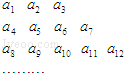 a₁ a₂ a₃
a₄ a₅ a₆ a₇
a₈ a₉ a₁₀ a₁₁ a₁₂
………